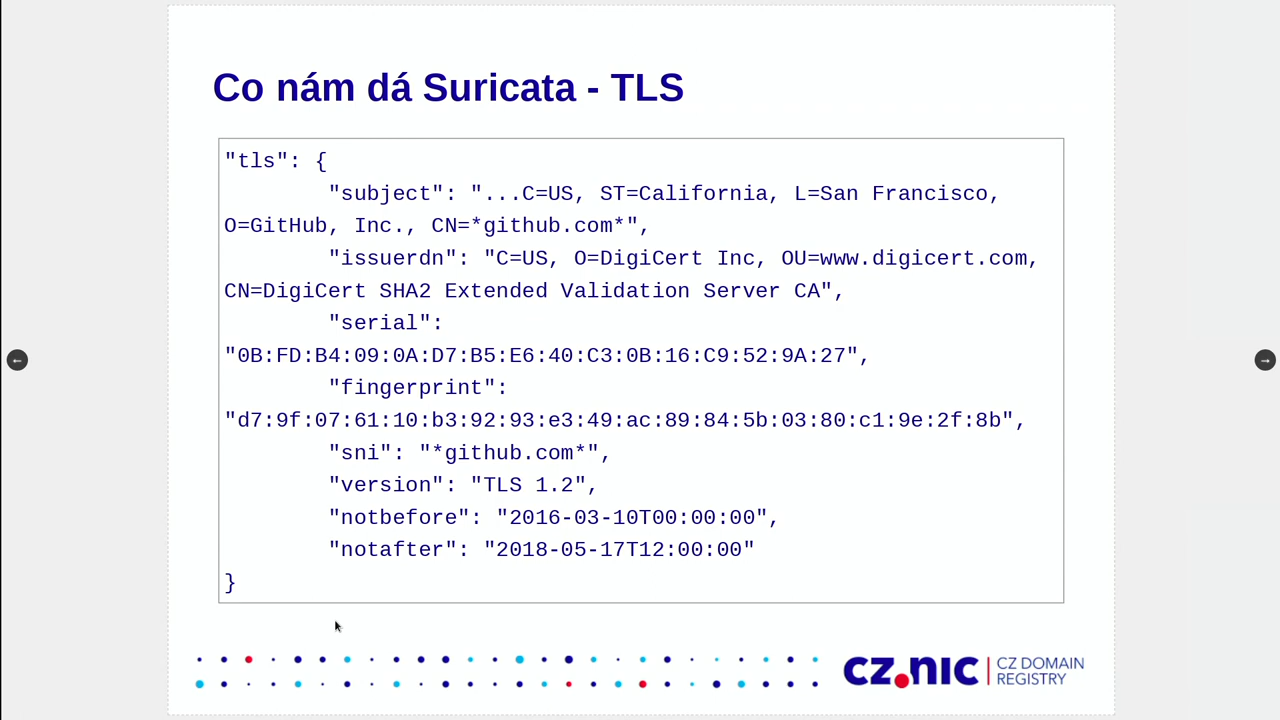 Co nám dá Suricata - TLS
"tls": {
"subject": "...C=US, ST=California, L=San Francisco,
O=GitHub, Inc., CN=*github.com*",
"issuerdn": "C=US, O=DigiCert Inc, OU=www.digicert.com,
CN=DigiCert SHA2 Extended Validation Server CA",
"serial":
"0B:FD:B4:09:0A:D7:B5:E6:40:C3:0B:16:C9:52:9A:27",
"fingerprint":
"d7:9f:07:61:10:b3:92:93:e3:49:ac:89:84:5b:03:80:c1:9e:2f:8b",
"sni": "*github.com*",
"version": "TLS 1.2",
"notbefore": "2016-03-10T00:00:00",
"notafter": "2018-05-17T12:00:00"
}
cz.nic
CZ DOMAIN
REGISTRY